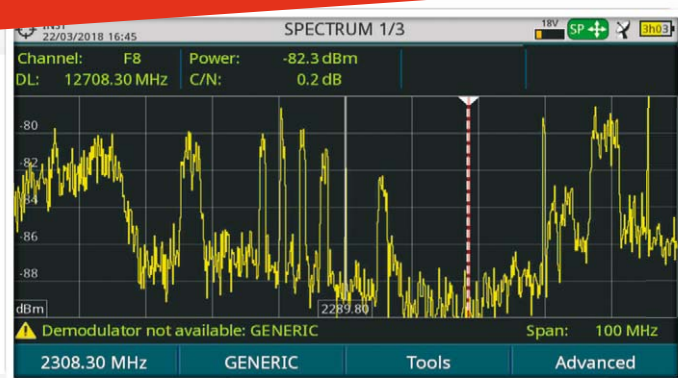 22/03/2018 16:45
SPECTRUM 1/3
18V
SP
3h03
Channel: F8 Power: -82.3 dBm
DL: 12708.30 MHz C/N: 0.2 dB
-80
-82
-84
-86
-88
dBm
2289.80
Demodulator not available: GENERIC
Span: 100 MHz
2308.30 MHz GENERIC Tools Advanced